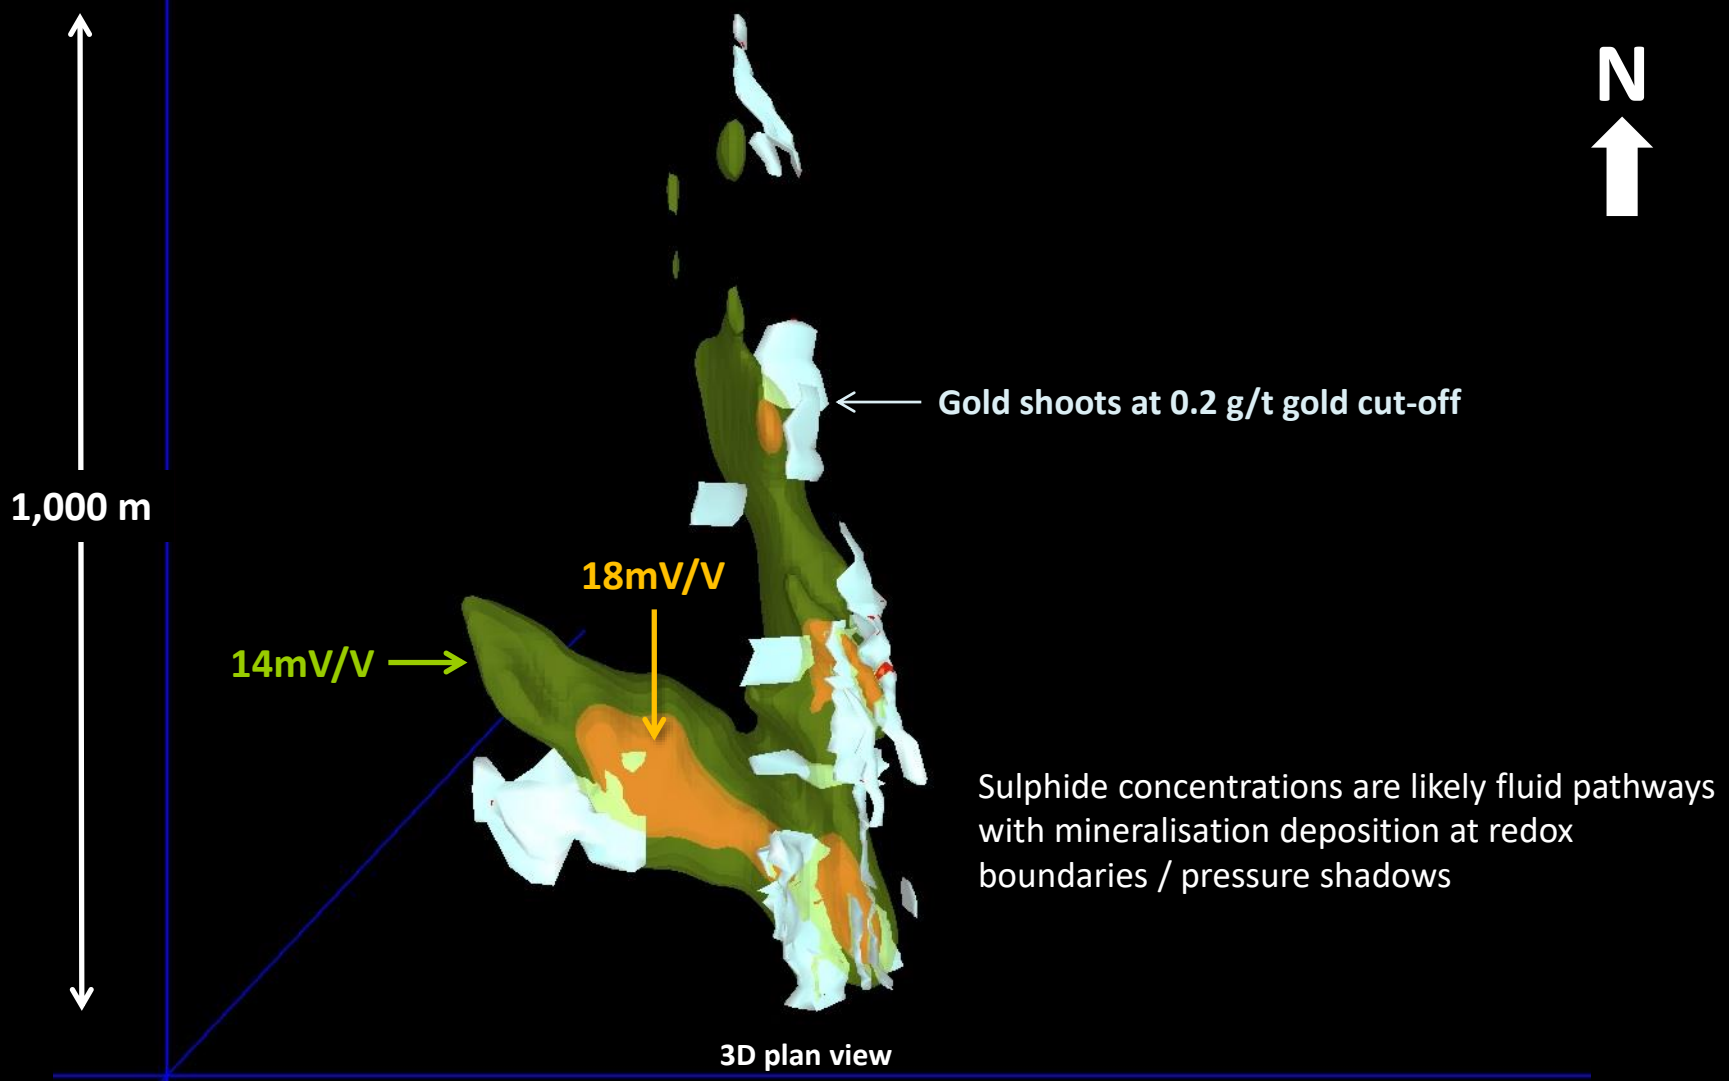 N
Gold shoots at 0.2 g/t gold cut-off
1,000 m
18mV/V
14mV/V
Sulphide concentrations are likely fluid pathways
with mineralisation deposition at redox
boundaries / pressure shadows
3D plan view